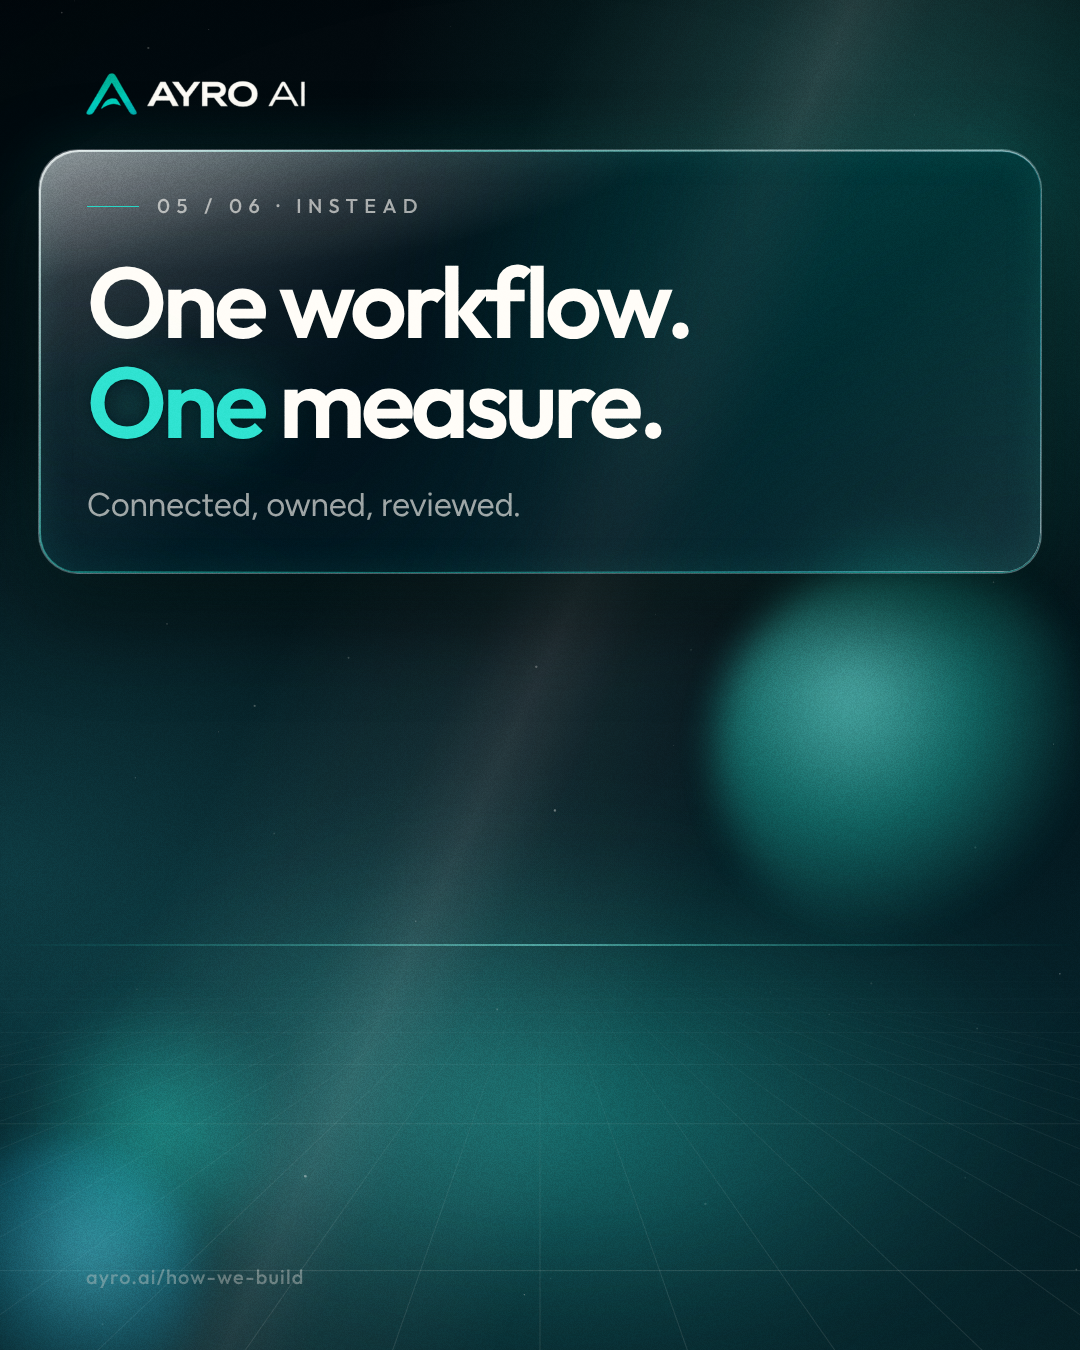 AYRO AI
05 / 06 · INSTEAD
One workflow.
One measure.
Connected, owned, reviewed.
ayro.ai/how-we-build